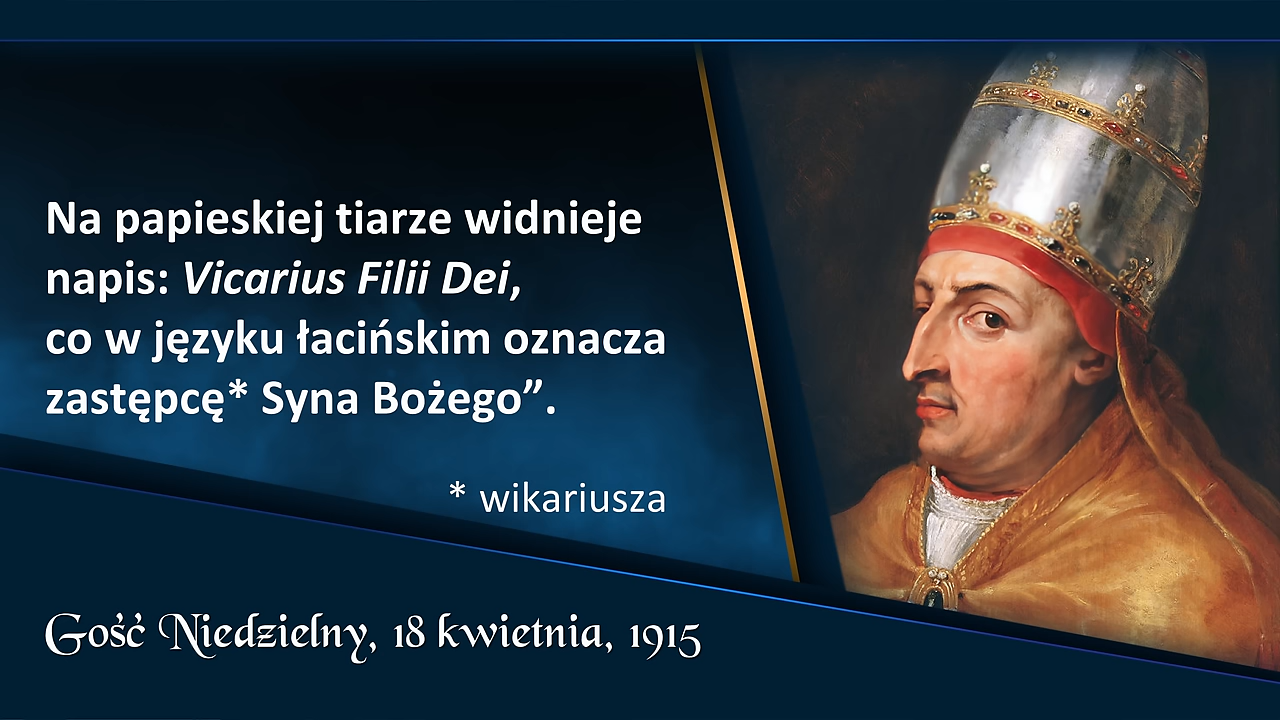 Na papieskiej tiarze widnieje
napis: Vicarius Filii Dei,
co w języku łacińskim oznacza
zastępcę* Syna Bożego”.
* wikariusza
Gość Niedzielny, 18 kwietnia, 1915